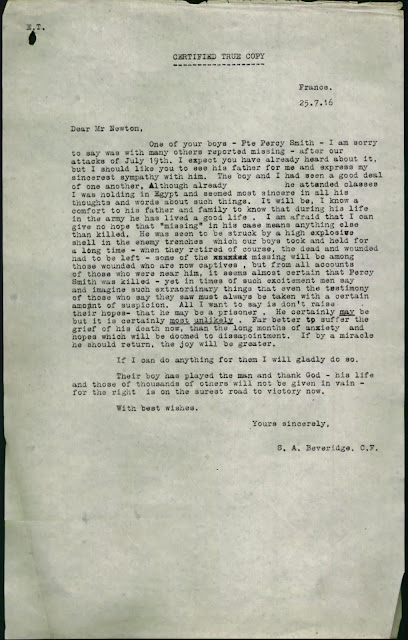 E.T.
CERTIFIED TRUE COPY
France.
25.7.16
Dear Mr Newton,
One of your boys - Pte Percy Smith - I am sorry
to say was with many others reported missing - after our
attacks of July 19th. I expect you have already heard about it,
but I should like you to see his father for me and express my
sincerest sympathy with him. The boy and I had seen a good deal
of one another. Although already he attended classes
I was holding in Egypt and seemed most sincere in all his
thoughts and words about such things. It will be, I know a
comfort to his father and family to know that during his life
in the army he has lived a good life. I am afraid that I can
give no hope that "missing" in his case means anything else
than killed. He was seen to be struck by a high explosive
shell in the enemy trenches which our boys took and held for
a long time - when they retired of course, the dead and wounded
had to be left - some of the missing will be among
those wounded who are now captives, but from all accounts
of those who were near him, it seems almost certain that Percy
Smith was killed - yet in times of such excitement men say
and imagine such extraordinary things that even the testimony
of those who say they saw must always be taken with a certain
amount of suspicion. All I want to say is don't raise
their hopes- that he may be a prisoner. He certainly may be
but it is certainly most unlikely. Far better to suffer the
grief of his death now, than the long months of anxiety and
hopes which will be doomed to dissapointment. If by a miracle
he should return, the joy will be greater.
If I can do anything for them I will gladly do so.
Their boy has played the man and thank God - his life
and those of thousands of others will not be given in vain -
for the right is on the surest road to victory now.
With best wishes.
Yours sincerely,
S. A. Beveridge. C.F.